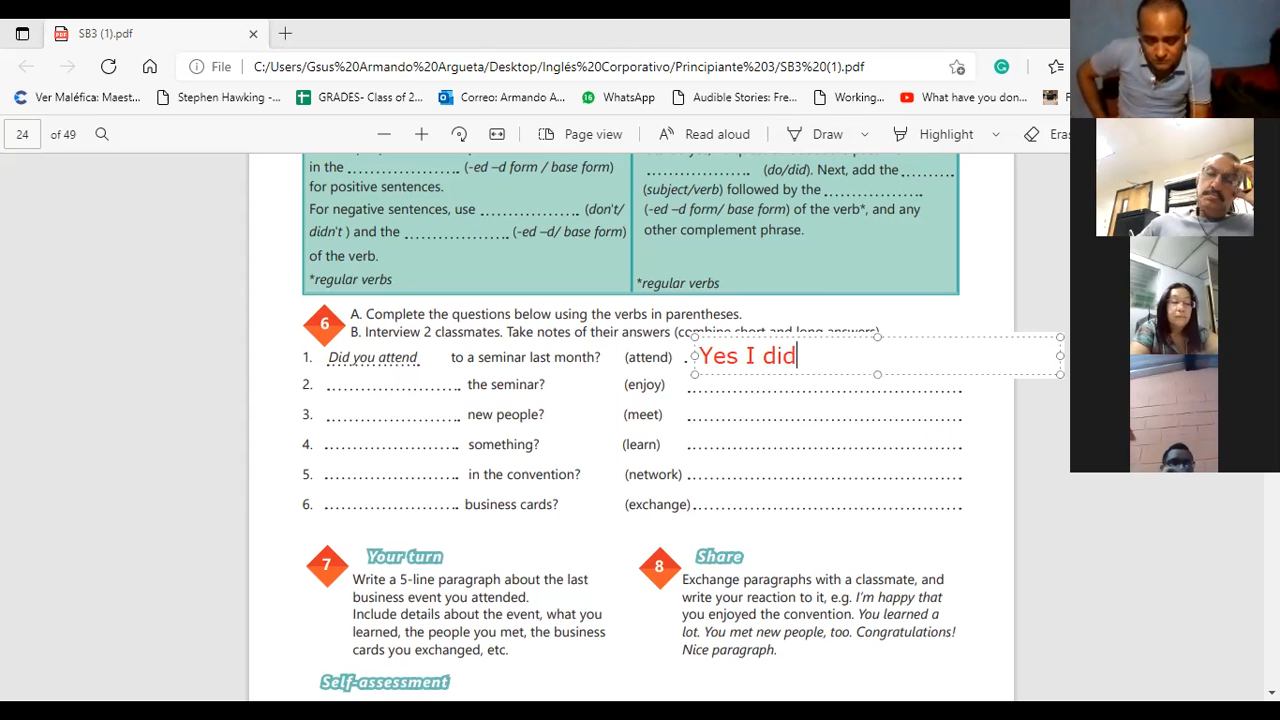 SB3 (1).pdf
File C:/Users/Gsus%20Armando%20Argueta/Desktop/Inglés%20Corporativo/Principiante%203/SB3%20(1).pdf
Ver Maléfica: Maest... Stephen Hawking -... GRADES- Class of 2... Correo: Armando A... WhatsApp Audible Stories: Fre... Working... What have you don...
24 of 49 Page view Read aloud Draw Highlight Eras
in the .................... (-ed –d form / base form)
for positive sentences.
For negative sentences, use .................. (don't/
didn't ) and the ................... (-ed –d/ base form)
of the verb.
*regular verbs
................... (do/did). Next, add the ..........
(subject/verb) followed by the ..................
(-ed –d form/ base form) of the verb*, and any
other complement phrase.
*regular verbs
6 A. Complete the questions below using the verbs in parentheses.
B. Interview 2 classmates. Take notes of their answers (combine short and long answers)
1. Did you attend to a seminar last month? (attend) Yes I did
2. ........................ the seminar? (enjoy) ................................................
3. ........................ new people? (meet) ................................................
4. ........................ something? (learn) ................................................
5. ........................ in the convention? (network) ................................................
6. ........................ business cards? (exchange) ................................................
7 Your turn
Write a 5-line paragraph about the last
business event you attended.
Include details about the event, what you
learned, the people you met, the business
cards you exchanged, etc.
8 Share
Exchange paragraphs with a classmate, and
write your reaction to it, e.g. I'm happy that
you enjoyed the convention. You learned a
lot. You met new people, too. Congratulations!
Nice paragraph.
Self-assessment